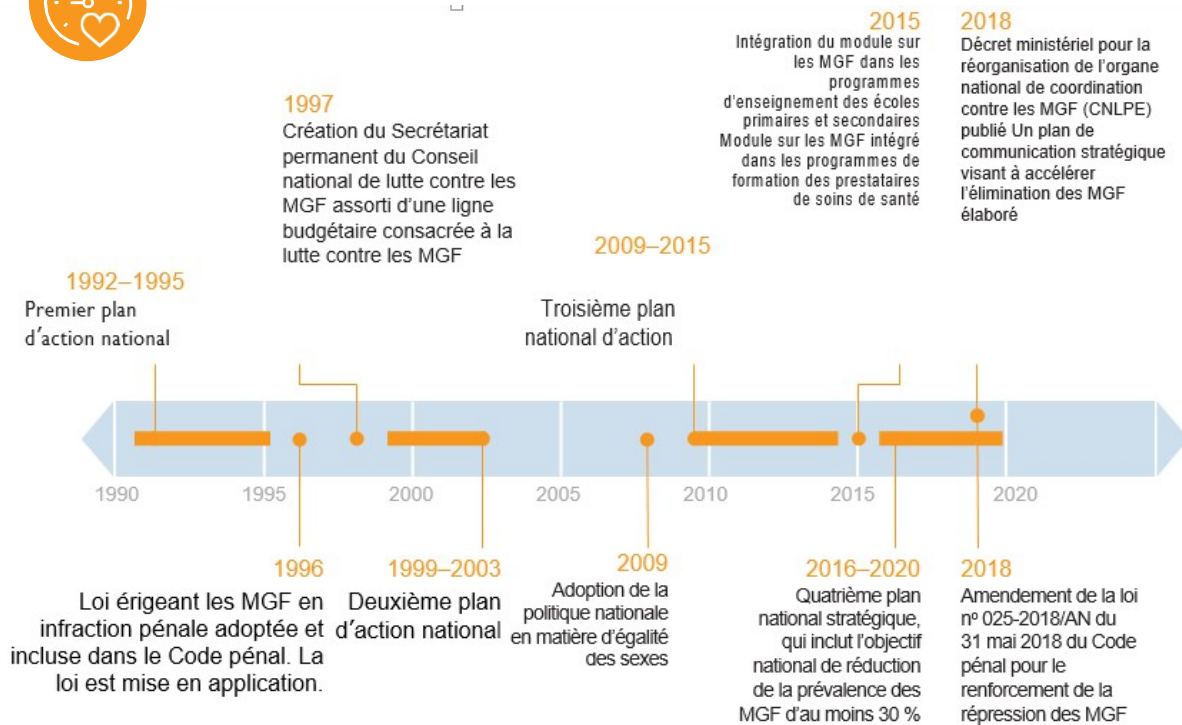 2015
Intégration du module sur
les MGF dans les
programmes
d'enseignement des écoles
primaires et secondaires
Module sur les MGF intégré
dans les programmes de
formation des prestataires
de soins de santé
2018
Décret ministériel pour la
réorganisation de l'organe
national de coordination
contre les MGF (CNLPE)
publié Un plan de
communication stratégique
visant à accélérer
l'élimination des MGF
élaboré
1997
Création du Secrétariat
permanent du Conseil
national de lutte contre les
MGF assorti d'une ligne
budgétaire consacrée à la
lutte contre les MGF
2009–2015
Troisième plan
national d'action
1992–1995
Premier plan
d'action national
1990
1995
2000
2005
2010
2015
2020
1996
Loi érigeant les MGF en
infraction pénale adoptée et
incluse dans le Code pénal. La
loi est mise en application.
1999–2003
Deuxième plan
d'action national
2009
Adoption de la
politique nationale
en matière d'égalité
des sexes
2016–2020
Quatrième plan
national stratégique,
qui inclut l'objectif
national de réduction
de la prévalence des
MGF d'au moins 30 %
2018
Amendement de la loi
nº 025-2018/AN du
31 mai 2018 du Code
pénal pour le
renforcement de la
répression des MGF